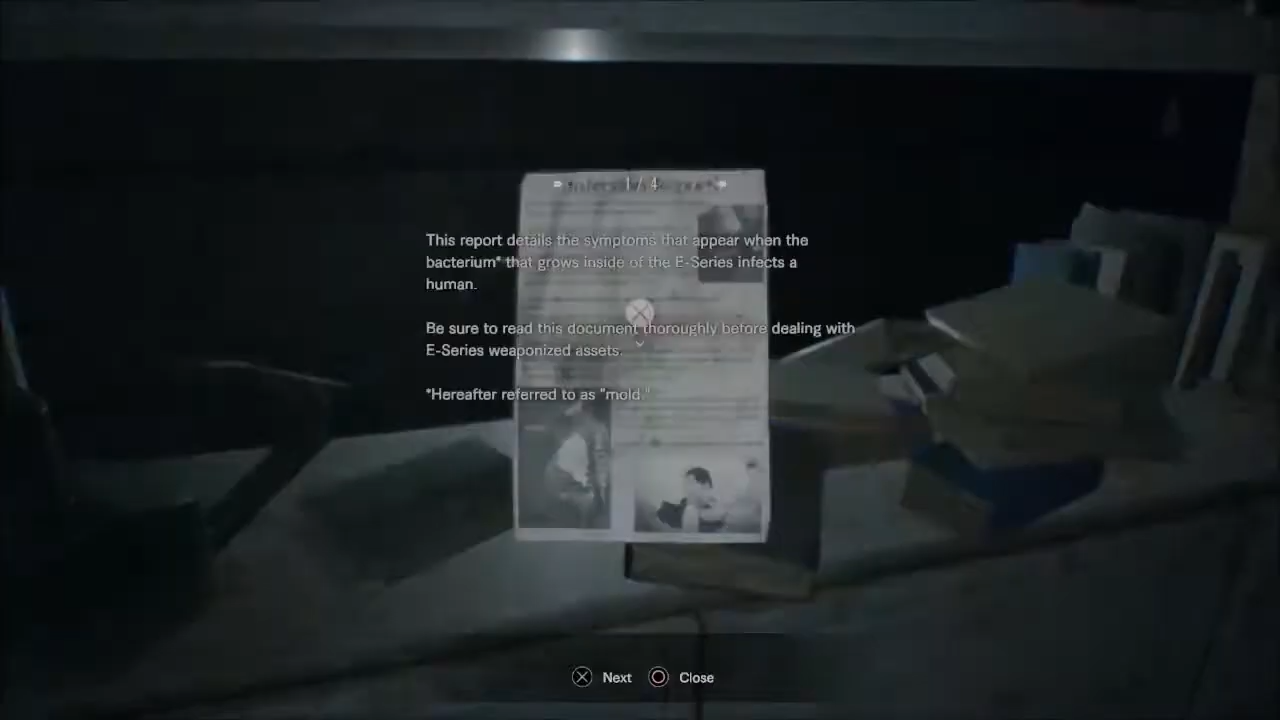 1 / 4
This report details the symptoms that appear when the
bacterium* that grows inside of the E-Series infects a
human.
Be sure to read this document thoroughly before dealing with
E-Series weaponized assets.
*Hereafter referred to as "mold."
Next Close